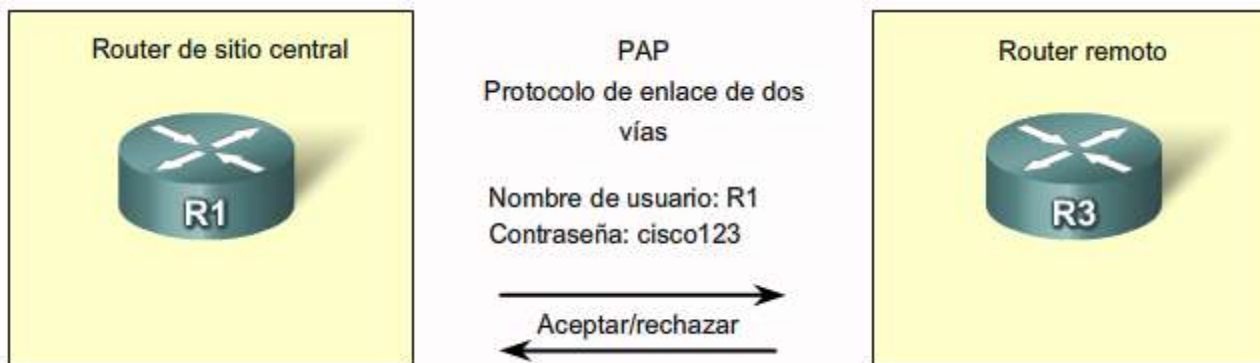 Router de sitio central
R1
PAP
Protocolo de enlace de dos
vías
Nombre de usuario: R1
Contraseña: cisco123
Aceptar/rechazar
Router remoto
R3